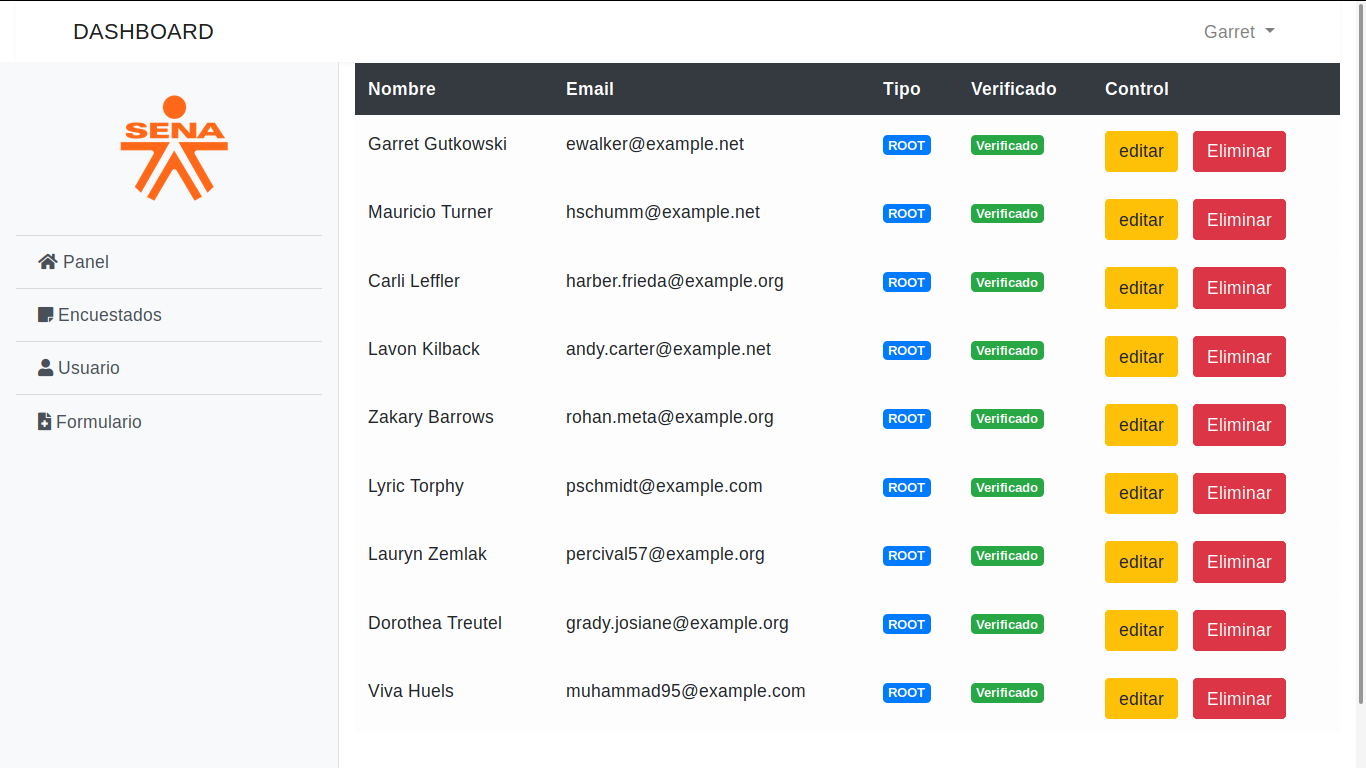 DASHBOARD Garret
SENA
Panel
Encuestados
Usuario
Formulario
Nombre Email Tipo Verificado Control
Garret Gutkowski ewalker@example.net ROOT Verificado editar Eliminar
Mauricio Turner hschumm@example.net ROOT Verificado editar Eliminar
Carli Leffler harber.frieda@example.org ROOT Verificado editar Eliminar
Lavon Kilback andy.carter@example.net ROOT Verificado editar Eliminar
Zakary Barrows rohan.meta@example.org ROOT Verificado editar Eliminar
Lyric Torphy pschmidt@example.com ROOT Verificado editar Eliminar
Lauryn Zemlak percival57@example.org ROOT Verificado editar Eliminar
Dorothea Treutel grady.josiane@example.org ROOT Verificado editar Eliminar
Viva Huels muhammad95@example.com ROOT Verificado editar Eliminar